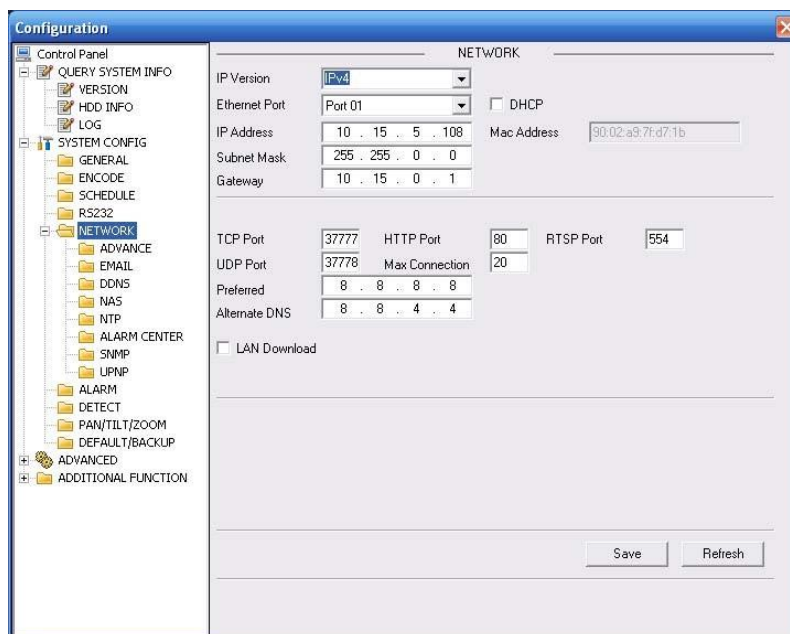 Configuration
Control Panel
QUERY SYSTEM INFO
VERSION
HDD INFO
LOG
SYSTEM CONFIG
GENERAL
ENCODE
SCHEDULE
RS232
NETWORK
ADVANCE
EMAIL
DDNS
NAS
NTP
ALARM CENTER
SNMP
UPNP
ALARM
DETECT
PAN/TILT/ZOOM
DEFAULT/BACKUP
ADVANCED
ADDITIONAL FUNCTION
NETWORK
IP Version IPv4
Ethernet Port Port 01 DHCP
IP Address 10 . 15 . 5 . 108 Mac Address 90:02:a9:7f:d7:1b
Subnet Mask 255 . 255 . 0 . 0
Gateway 10 . 15 . 0 . 1
TCP Port 37777 HTTP Port 80 RTSP Port 554
UDP Port 37778 Max Connection 20
Preferred 8 . 8 . 8 . 8
Alternate DNS 8 . 8 . 4 . 4
LAN Download
Save Refresh